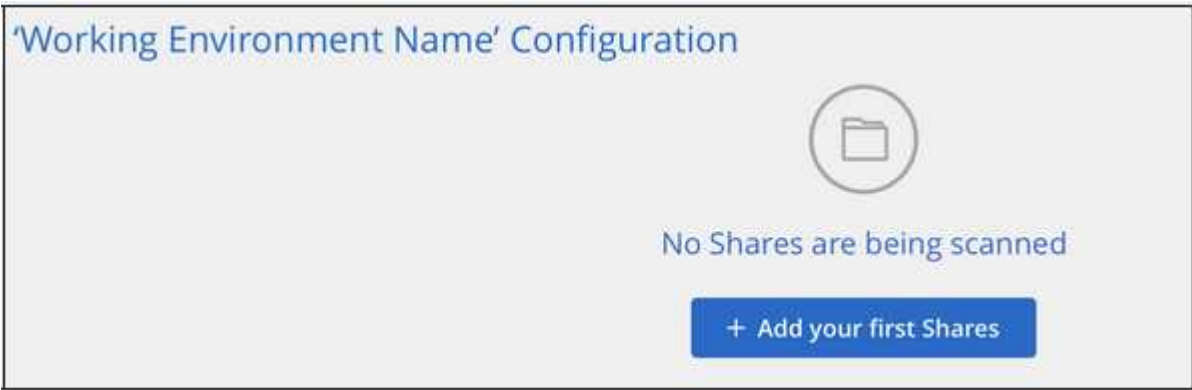 ‘Working Environment Name’ Configuration
No Shares are being scanned
+ Add your first Shares